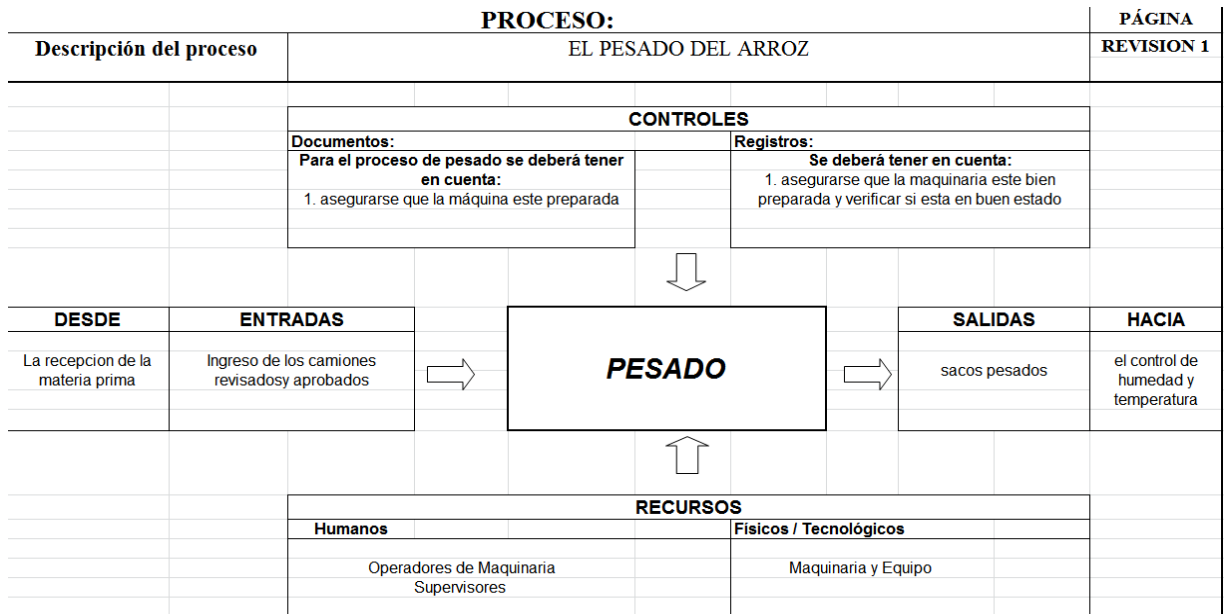 PROCESO:
PÁGINA
Descripción del proceso
EL PESADO DEL ARROZ
REVISION 1
CONTROLES
Documentos:
Registros:
Para el proceso de pesado se deberá tener
en cuenta:
1. asegurarse que la máquina este preparada
Se deberá tener en cuenta:
1. asegurarse que la maquinaria este bien
preparada y verificar si esta en buen estado
DESDE
ENTRADAS
SALIDAS
HACIA
La recepcion de la
materia prima
Ingreso de los camiones
revisadosy aprobados
PESADO
sacos pesados
el control de
humedad y
temperatura
RECURSOS
Humanos
Físicos / Tecnológicos
Operadores de Maquinaria
Supervisores
Maquinaria y Equipo